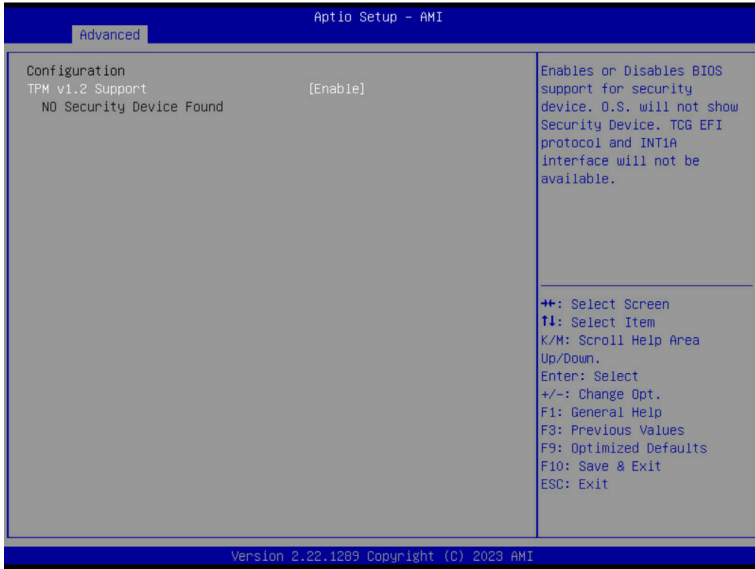 Aptio Setup – AMI
Advanced
Configuration
TPM v1.2 Support [Enable]
NO Security Device Found
Enables or Disables BIOS
support for security
device. O.S. will not show
Security Device. TCG EFI
protocol and INT1A
interface will not be
available.
→←: Select Screen
↑↓: Select Item
K/M: Scroll Help Area
Up/Down.
Enter: Select
+/-: Change Opt.
F1: General Help
F3: Previous Values
F9: Optimized Defaults
F10: Save & Exit
ESC: Exit
Version 2.22.1289 Copyright (C) 2023 AMI